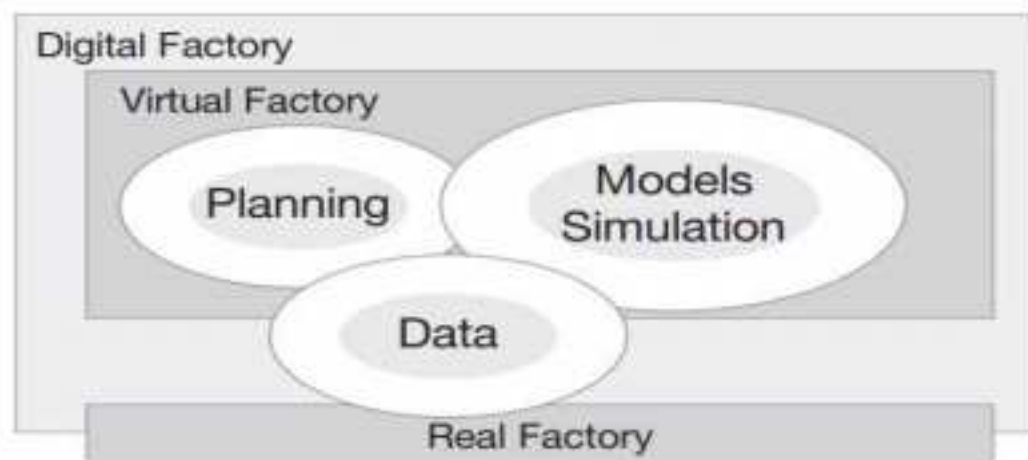 Digital Factory
Virtual Factory
Planning
Models
Simulation
Data
Real Factory